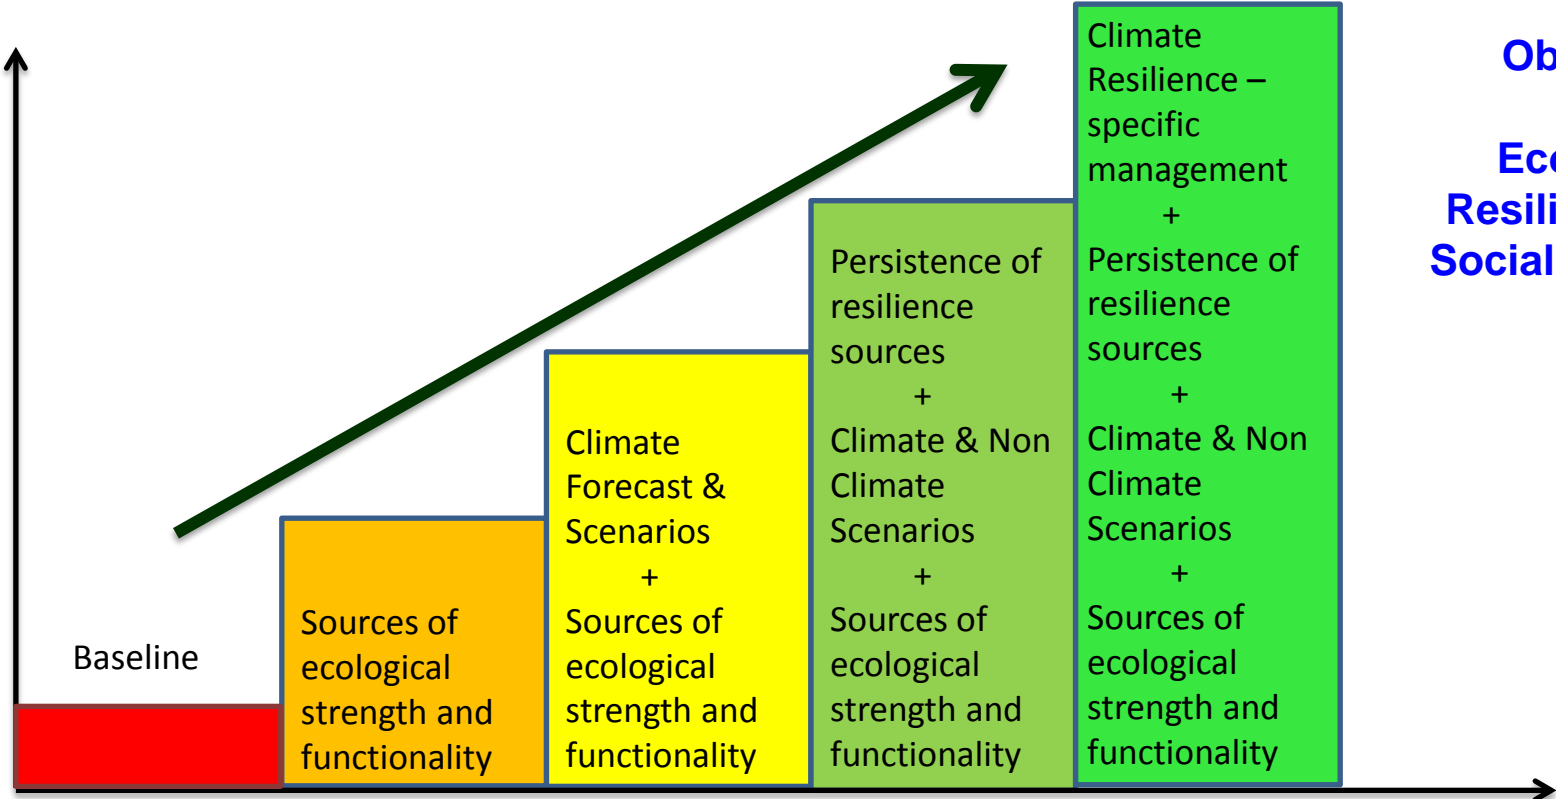 Baseline
Sources of
ecological
strength and
functionality
Climate
Forecast &
Scenarios
+
Sources of
ecological
strength and
functionality
Persistence of
resilience
sources
+
Climate & Non
Climate
Scenarios
+
Sources of
ecological
strength and
functionality
Climate
Resilience –
specific
management
+
Persistence of
resilience
sources
+
Climate & Non
Climate
Scenarios
+
Sources of
ecological
strength and
functionality
Social